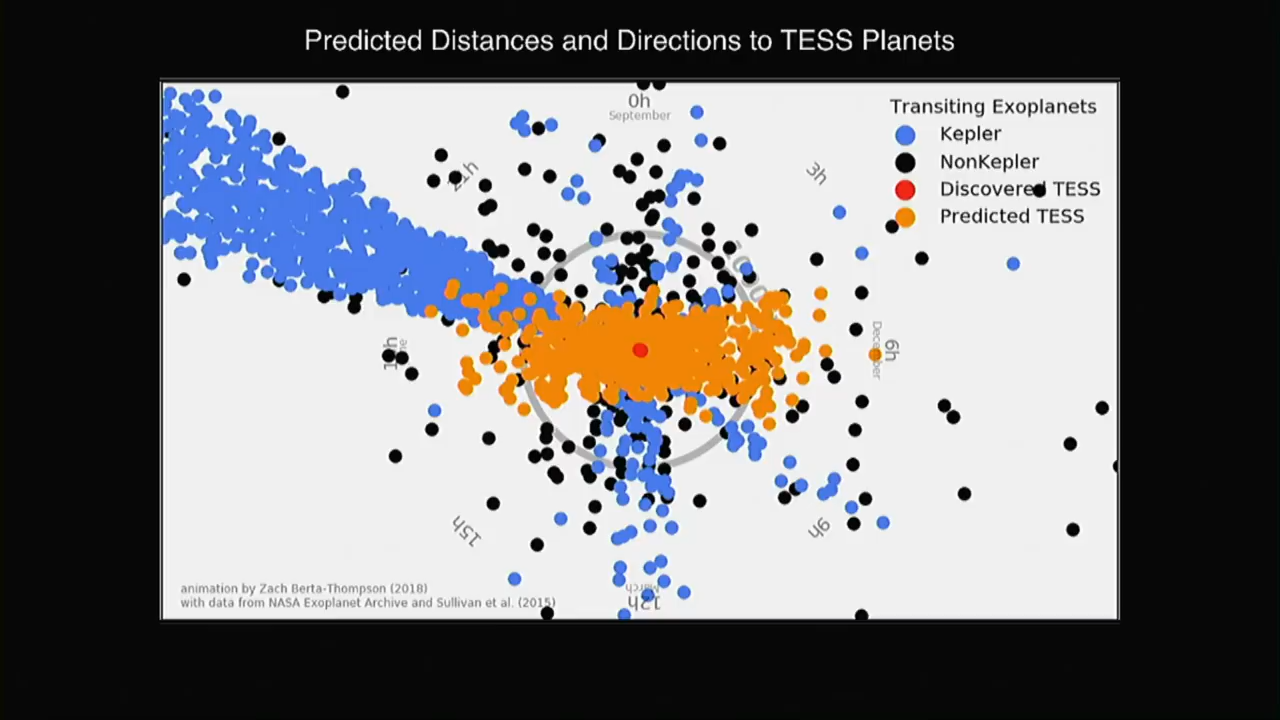 Predicted Distances and Directions to TESS Planets
0h
September
Transiting Exoplanets
Kepler
NonKepler
Discovered TESS
Predicted TESS
21h
3h
6h
December
15h
9h
March
12h
animation by Zach Berta-Thompson (2018)
with data from NASA Exoplanet Archive and Sullivan et al. (2015)